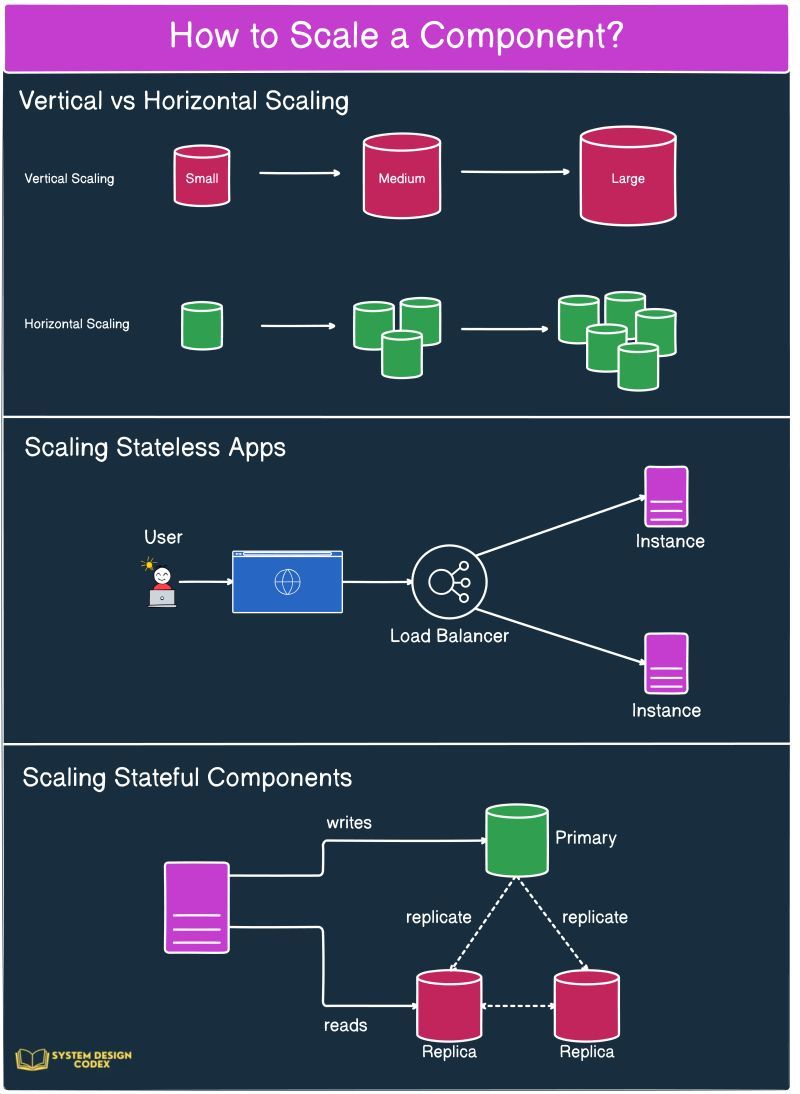 How to Scale a Component?
Vertical vs Horizontal Scaling
Vertical Scaling
Small
Medium
Large
Horizontal Scaling
Scaling Stateless Apps
User
Load Balancer
Instance
Instance
Scaling Stateful Components
writes
Primary
replicate
replicate
reads
Replica
Replica
SYSTEM DESIGN
CODEX